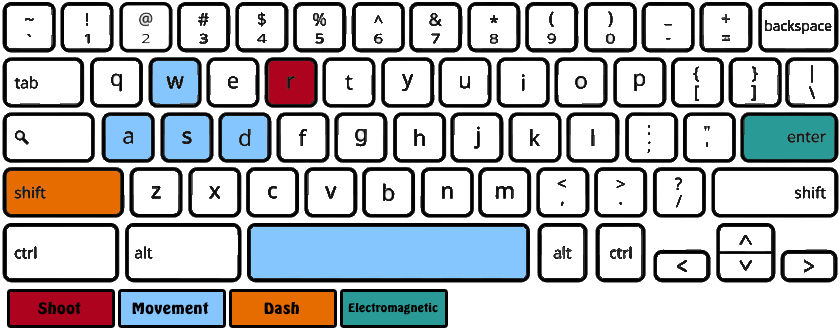 ~ ! @ # $ % ^ & * ( ) _ + backspace
` 1 2 3 4 5 6 7 8 9 0 - =
tab q w e r t y u i o p { } |
[ ] \
a s d f g h j k l : " enter
; '
shift z x c v b n m < > ? shift
, . /
ctrl alt alt ctrl < ^ v >
Shoot Movement Dash Electromagnetic